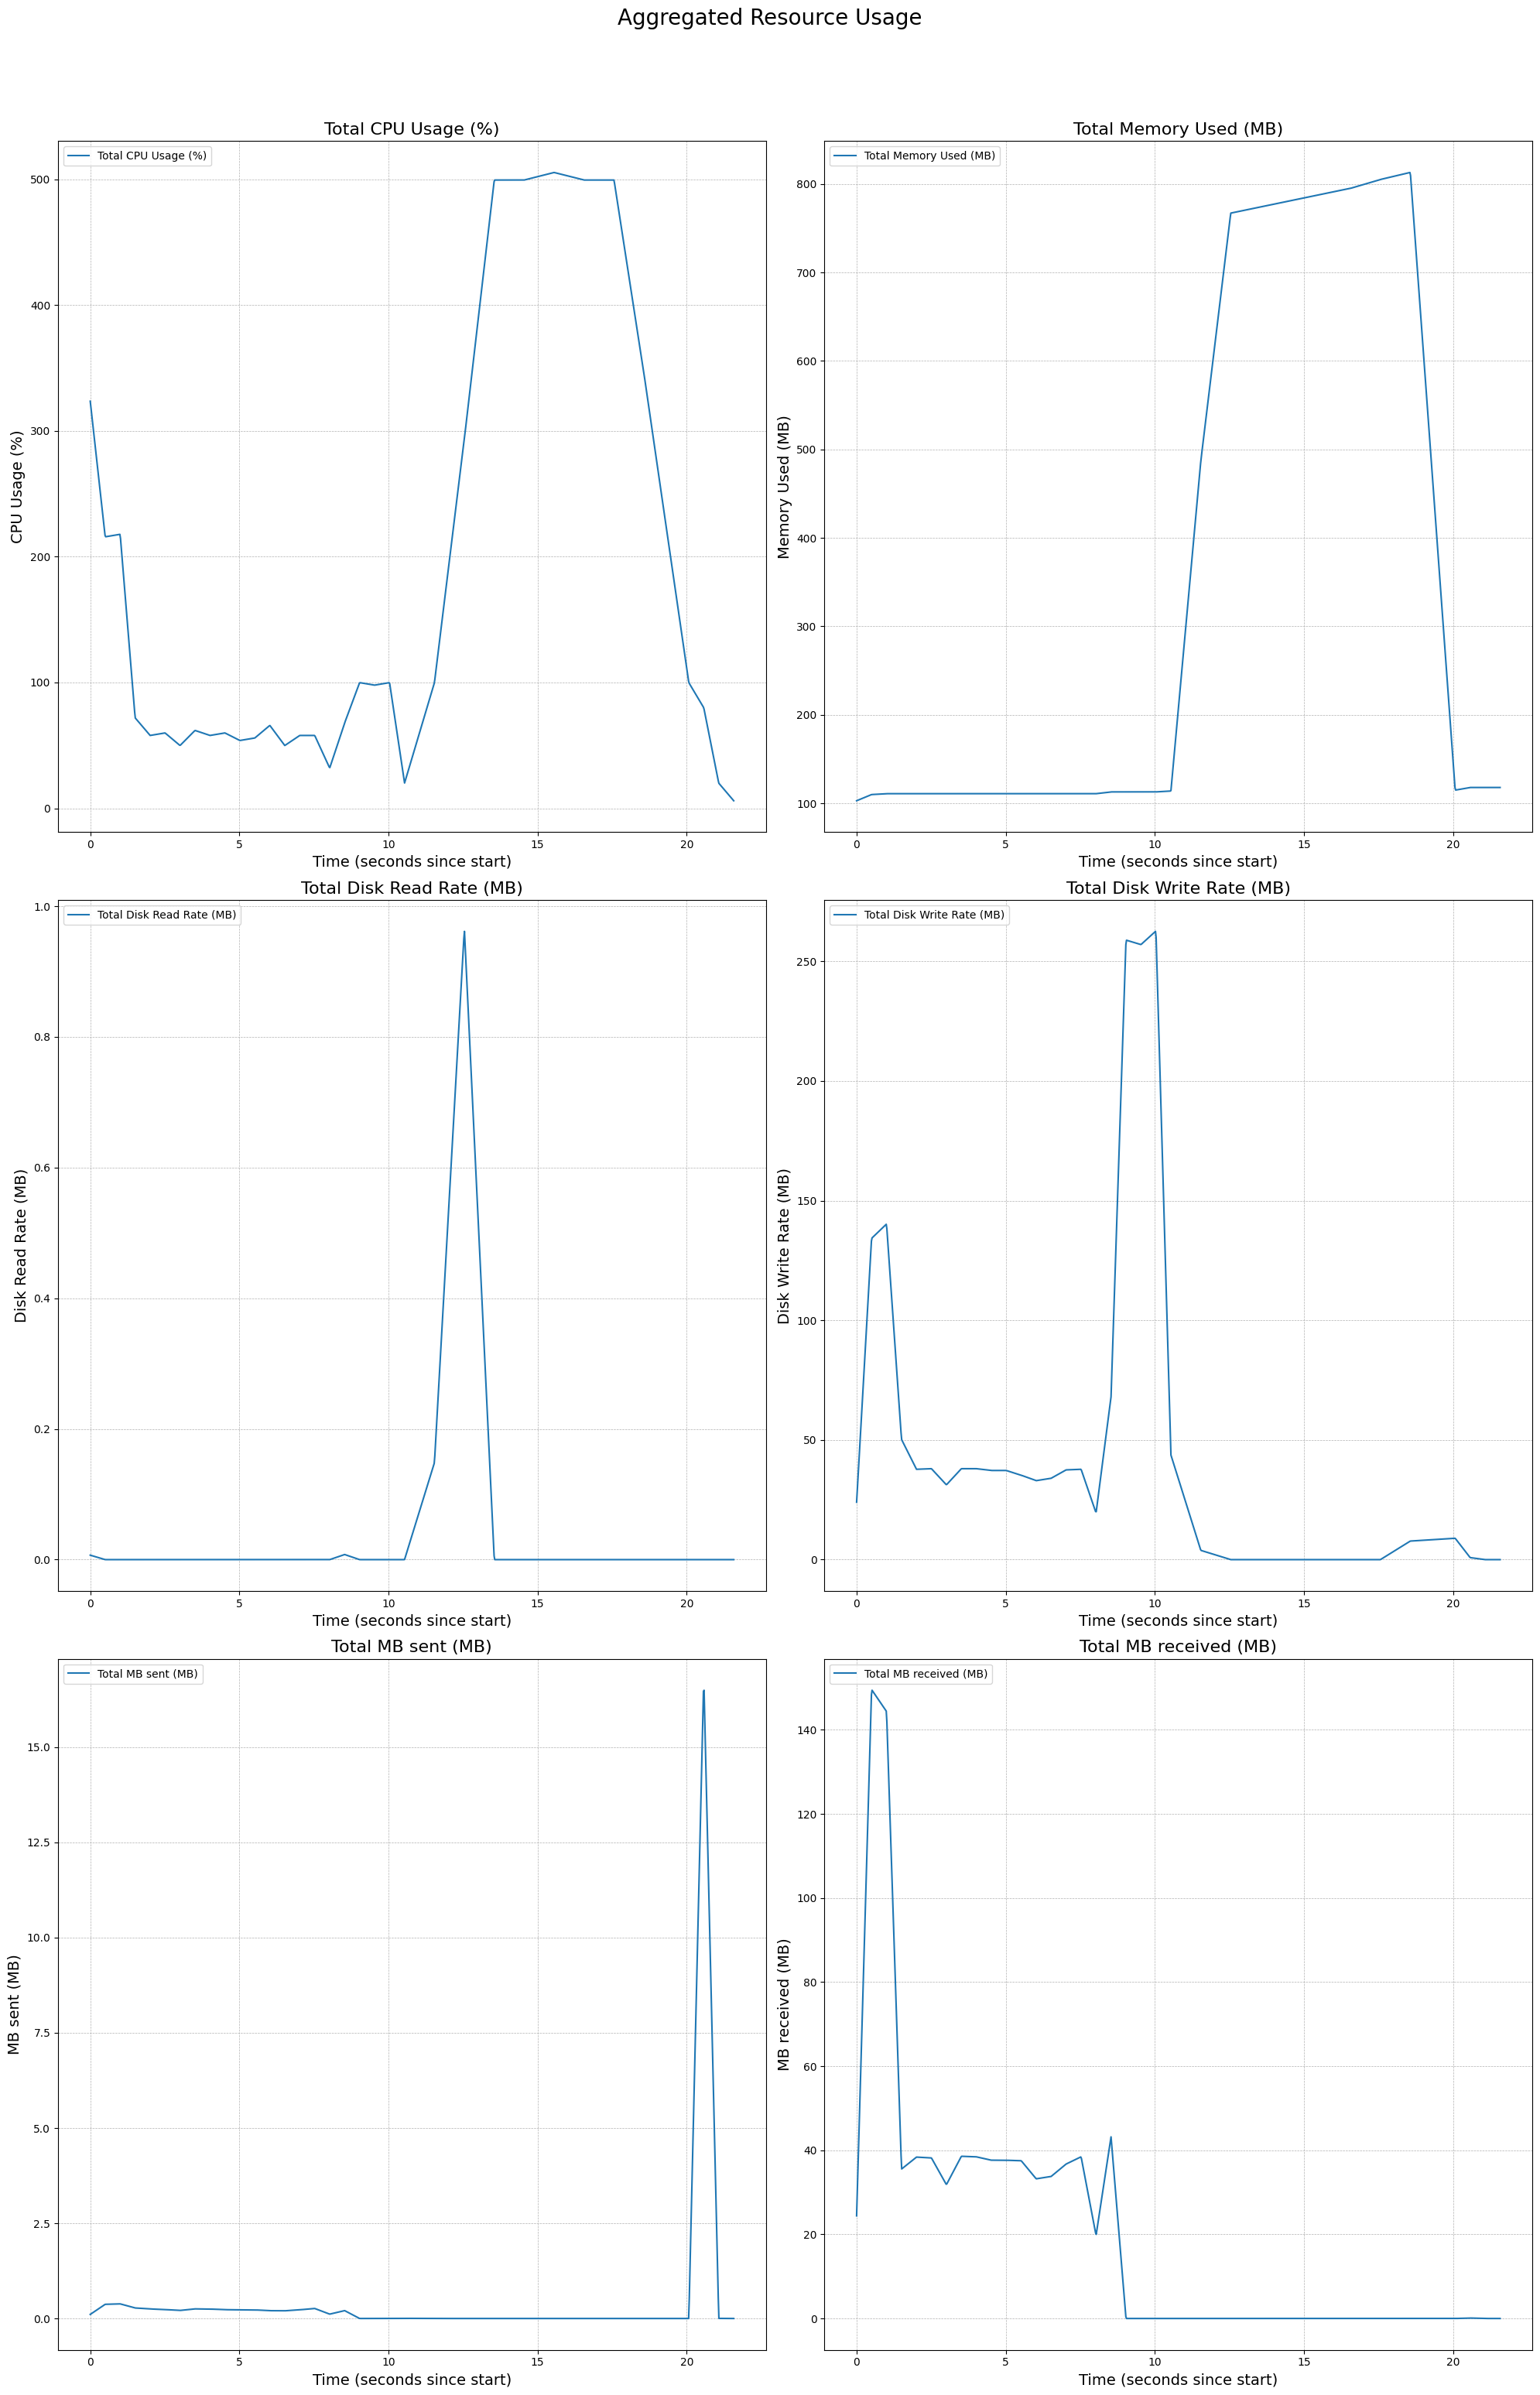 Aggregated Resource Usage
Total CPU Usage (%)
Total CPU Usage (%)
CPU Usage (%)
500
400
300
200
100
0
0 5 10 15 20
Time (seconds since start)
Total Memory Used (MB)
Total Memory Used (MB)
Memory Used (MB)
800
700
600
500
400
300
200
100
0 5 10 15 20
Time (seconds since start)
Total Disk Read Rate (MB)
Total Disk Read Rate (MB)
Disk Read Rate (MB)
1.0
0.8
0.6
0.4
0.2
0.0
0 5 10 15 20
Time (seconds since start)
Total Disk Write Rate (MB)
Total Disk Write Rate (MB)
Disk Write Rate (MB)
250
200
150
100
50
0
0 5 10 15 20
Time (seconds since start)
Total MB sent (MB)
Total MB sent (MB)
MB sent (MB)
15.0
12.5
10.0
7.5
5.0
2.5
0.0
0 5 10 15 20
Time (seconds since start)
Total MB received (MB)
Total MB received (MB)
MB received (MB)
140
120
100
80
60
40
20
0
0 5 10 15 20
Time (seconds since start)